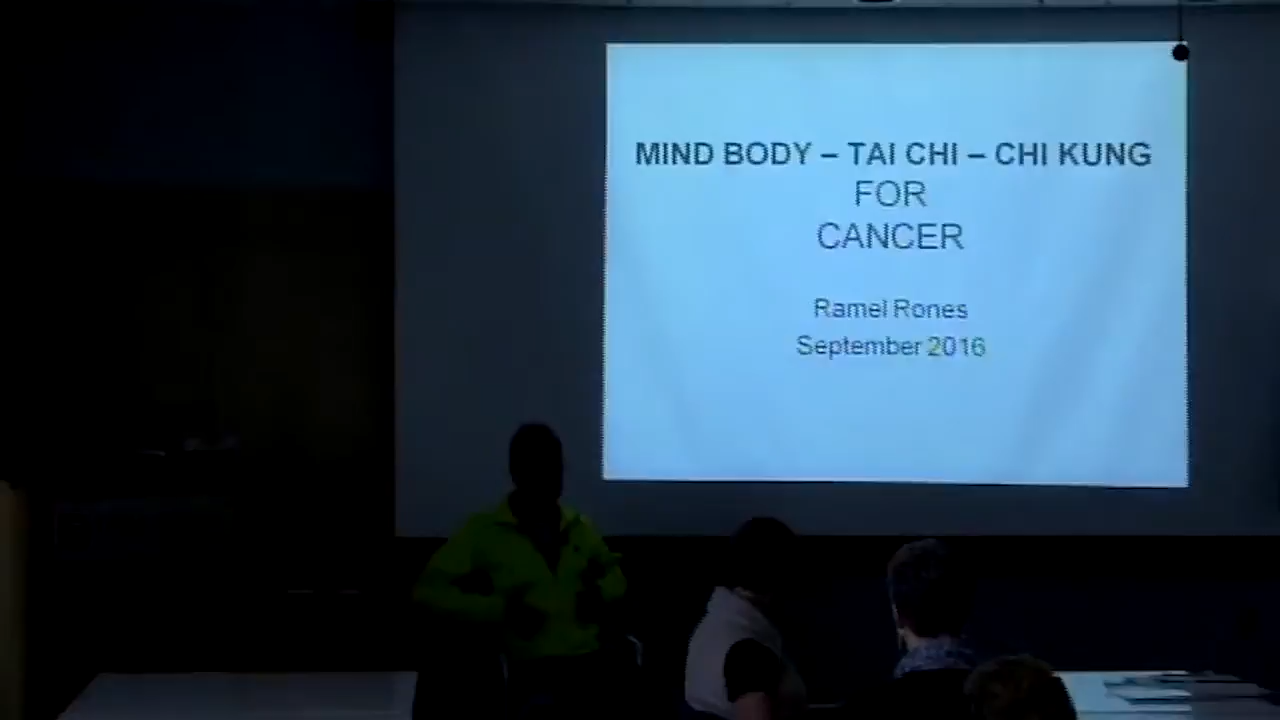 MIND BODY – TAI CHI – CHI KUNG
FOR
CANCER
Ramel Rones
September 2016